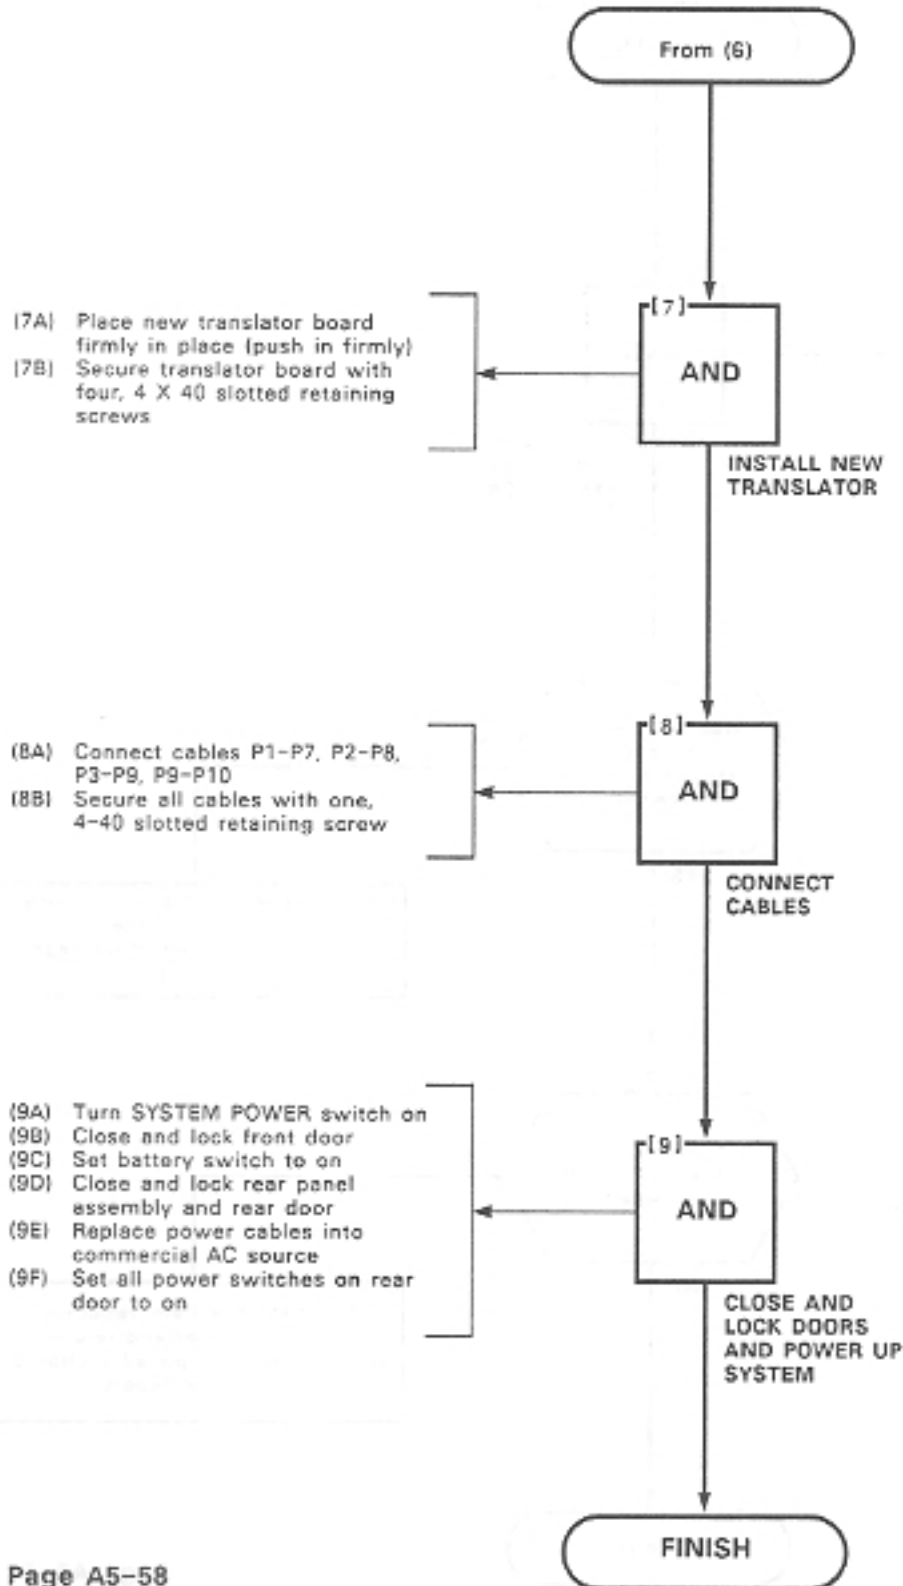 From (6)
[7]
(7A) Place new translator board
firmly in place (push in firmly)
(7B) Secure translator board with
four, 4 X 40 slotted retaining
screws
AND
INSTALL NEW
TRANSLATOR
[8]
(8A) Connect cables P1-P7, P2-P8,
P3-P9, P9-P10
(8B) Secure all cables with one,
4-40 slotted retaining screw
AND
CONNECT
CABLES
[9]
(9A) Turn SYSTEM POWER switch on
(9B) Close and lock front door
(9C) Set battery switch to on
(9D) Close and lock rear panel
assembly and rear door
(9E) Replace power cables into
commercial AC source
(9F) Set all power switches on rear
door to on
AND
CLOSE AND
LOCK DOORS
AND POWER UP
SYSTEM
FINISH
Page A5-58